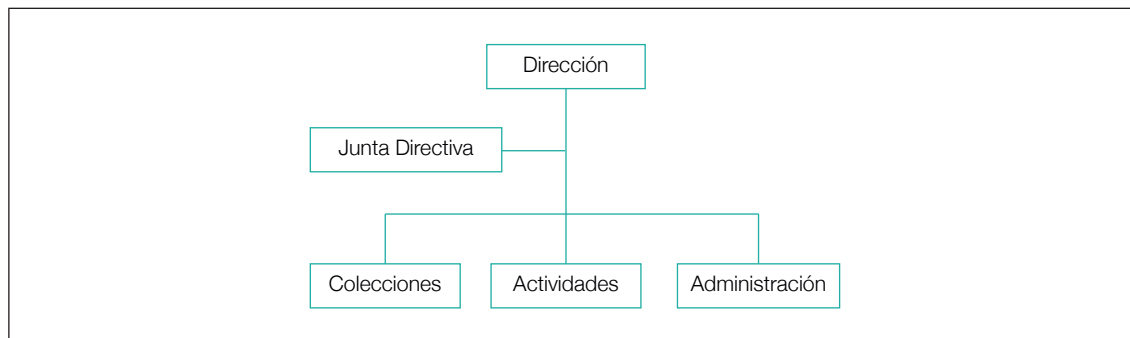 Dirección
Junta Directiva
Colecciones
Actividades
Administración